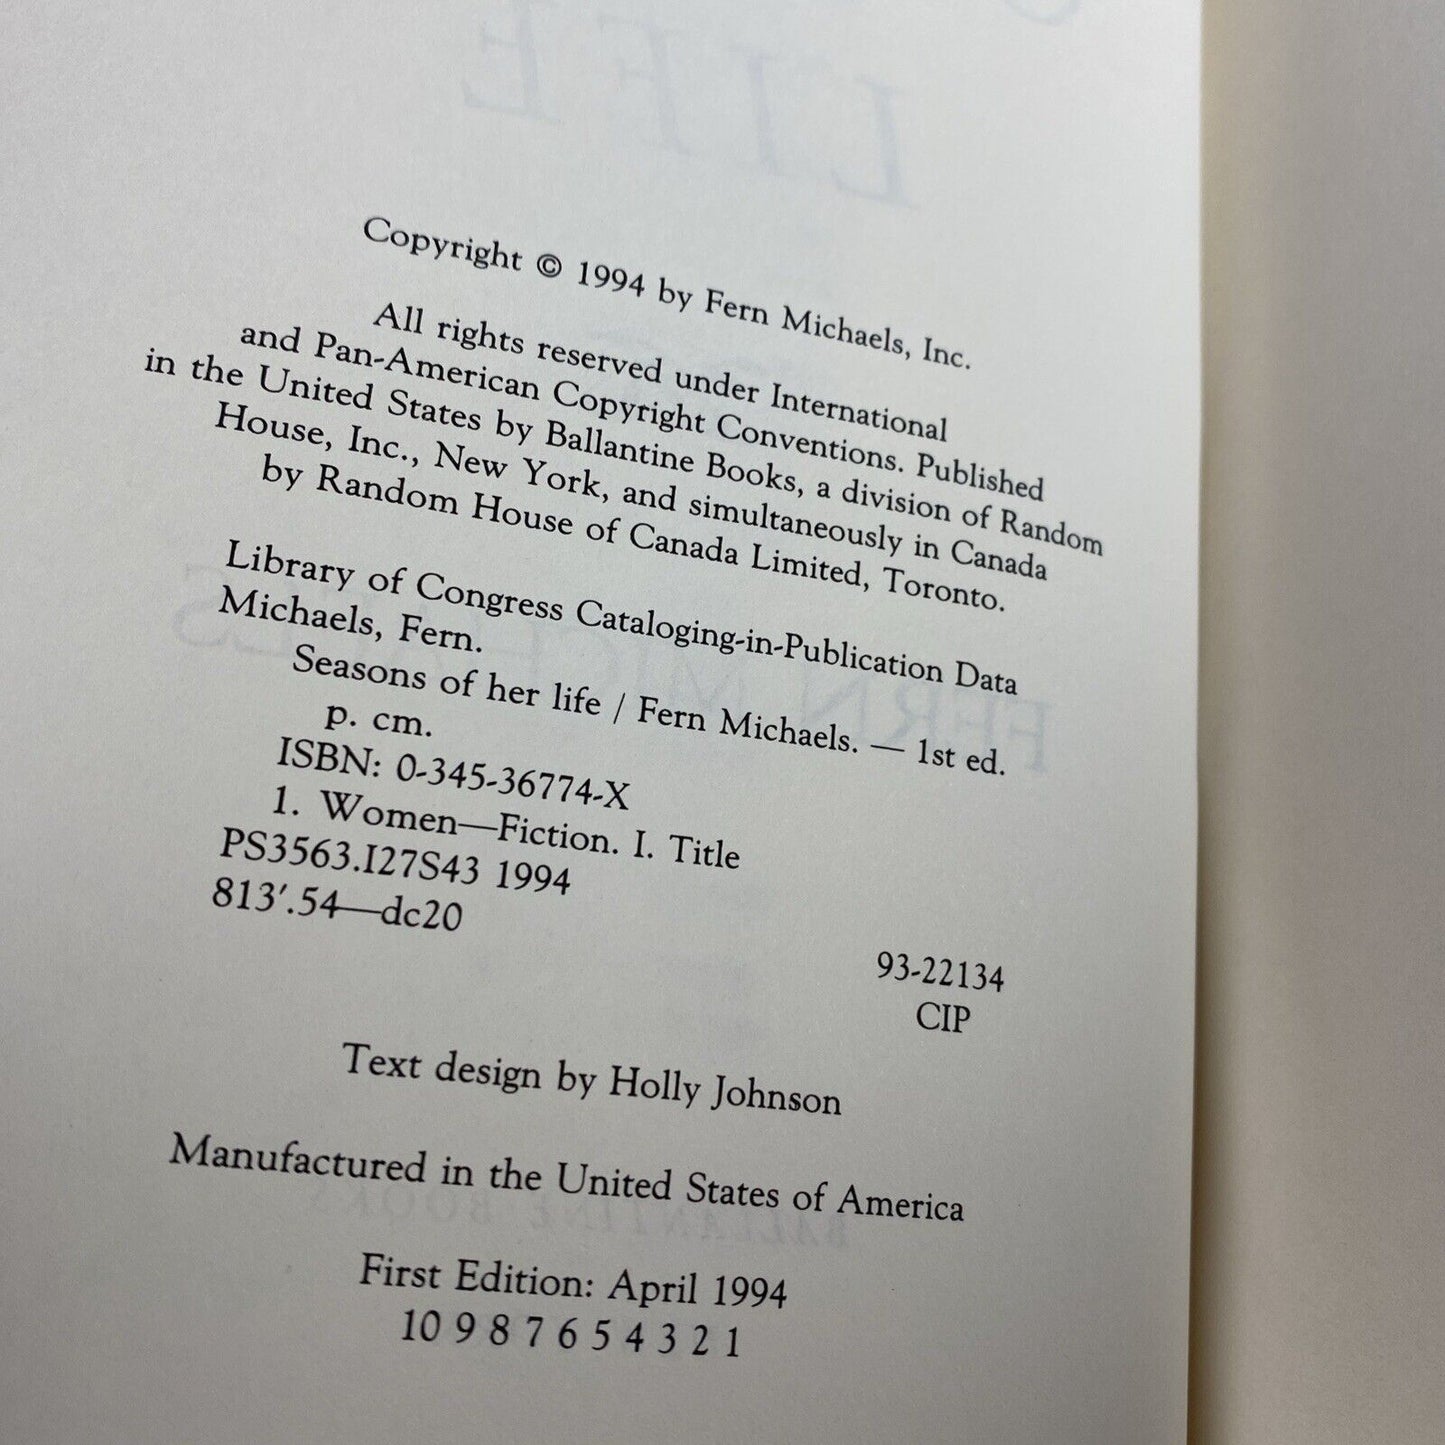 Copyright © 1994 by Fern Michaels, Inc.
All rights reserved under International
and Pan-American Copyright Conventions. Published
in the United States by Ballantine Books, a division of Random
House, Inc., New York, and simultaneously in Canada
by Random House of Canada Limited, Toronto.
Library of Congress Cataloging-in-Publication Data
Michaels, Fern.
Seasons of her life / Fern Michaels. — 1st ed.
p. cm.
ISBN: 0-345-36774-X
1. Women—Fiction. I. Title
PS3563.I27S43 1994
813′.54—dc20
93-22134
CIP
Text design by Holly Johnson
Manufactured in the United States of America
First Edition: April 1994
10 9 8 7 6 5 4 3 2 1